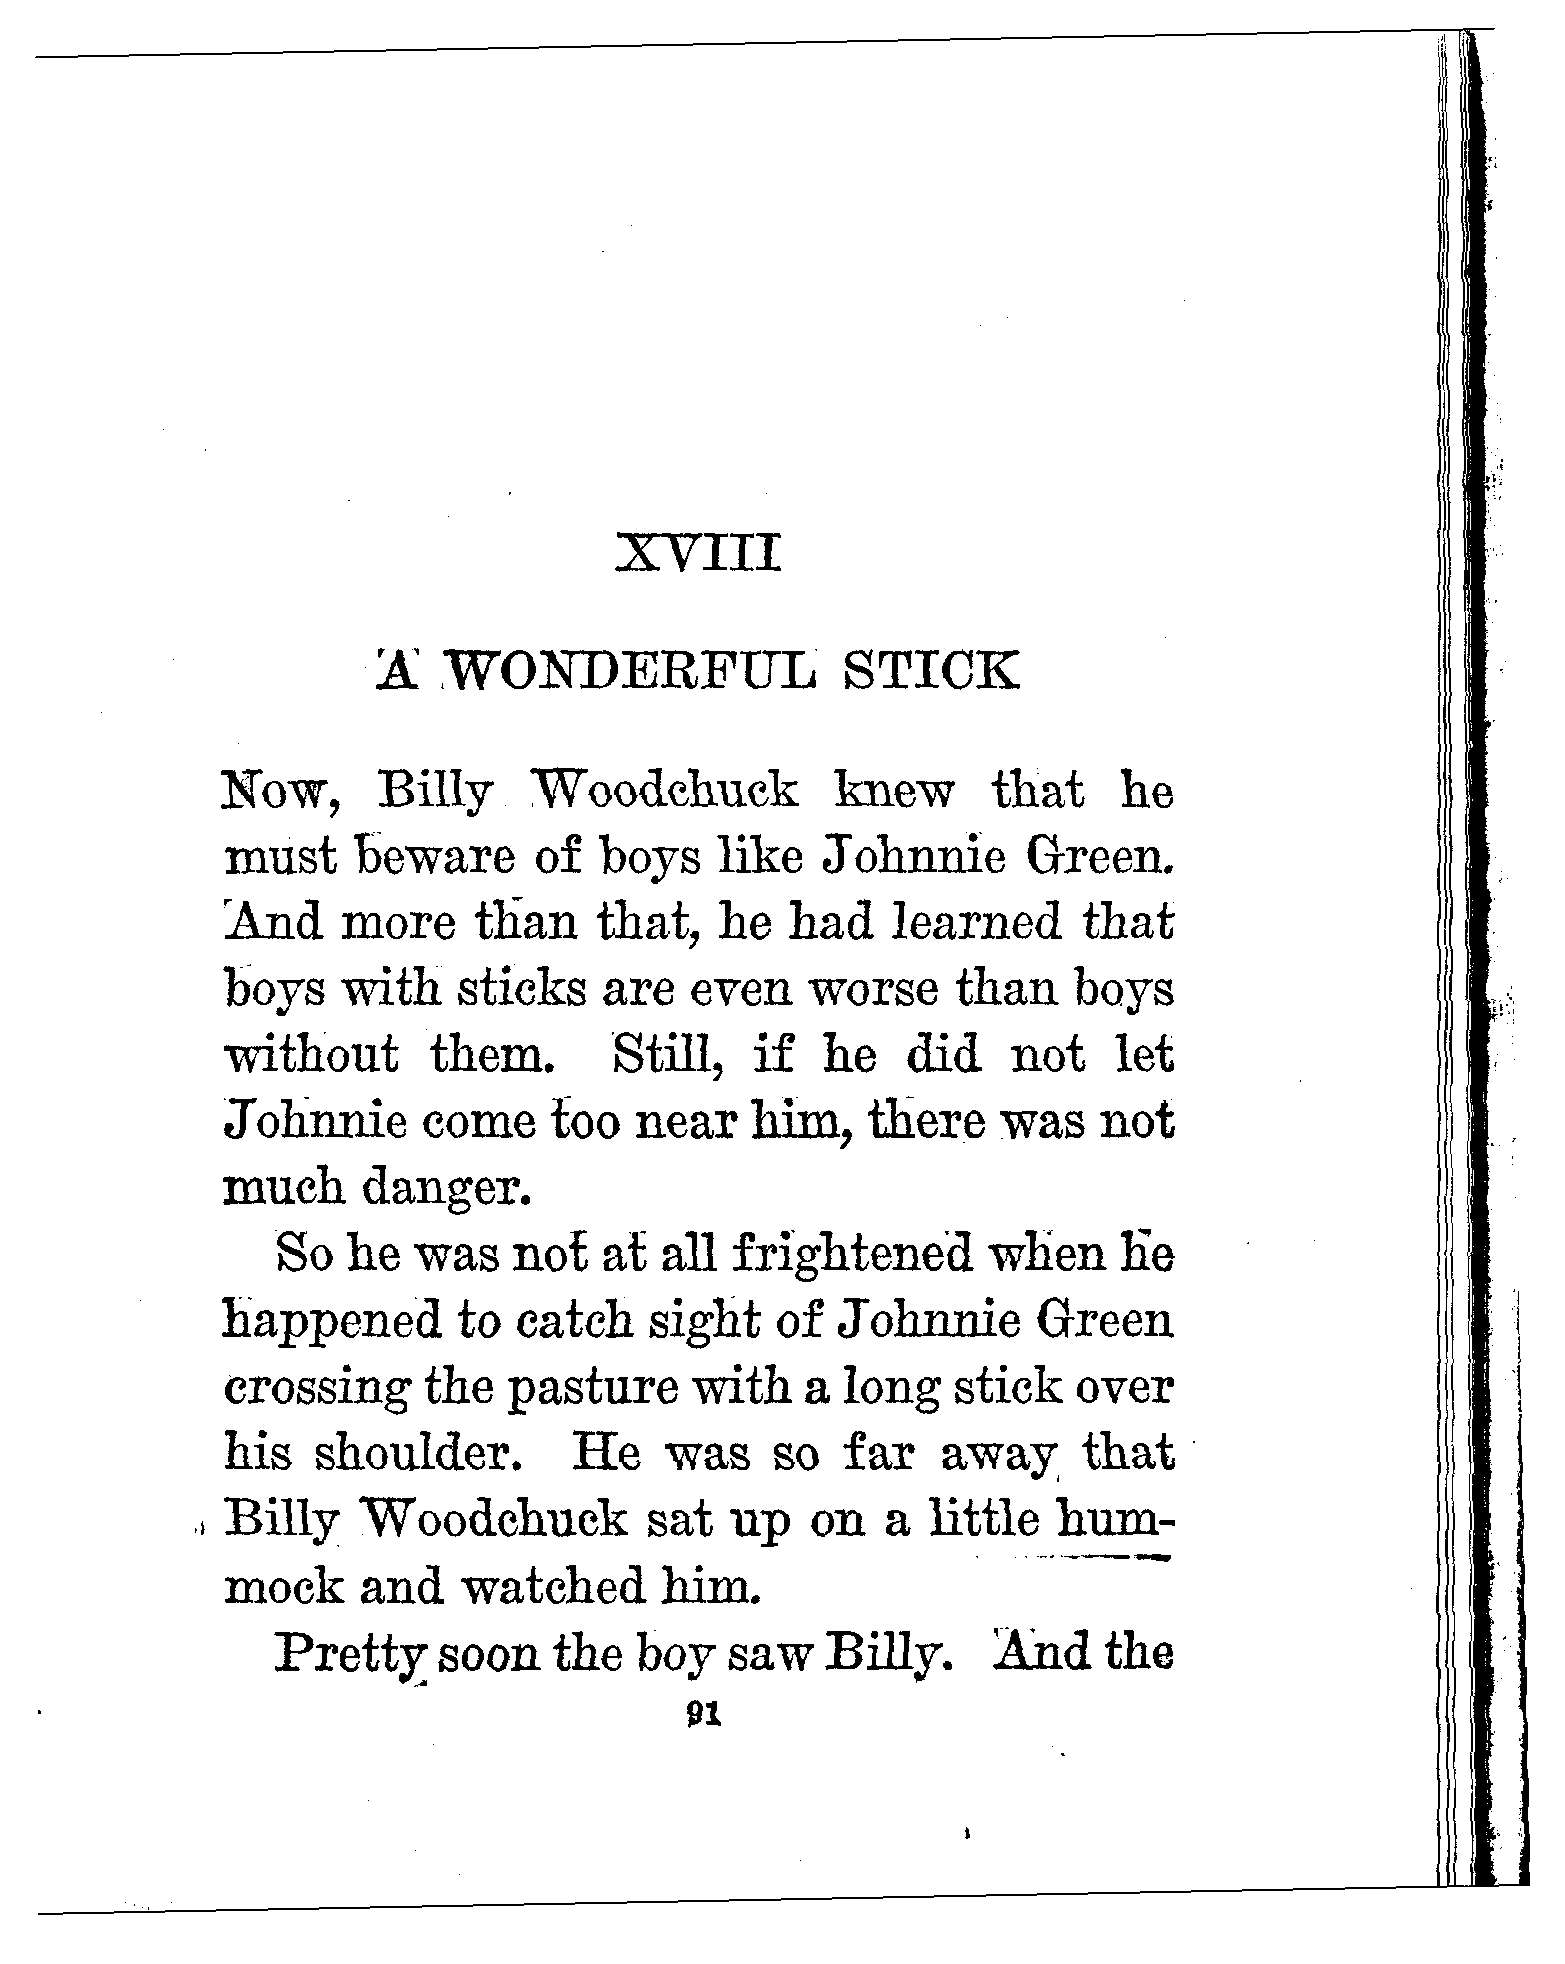 XVIII
A WONDERFUL STICK
Now, Billy Woodchuck knew that he
must beware of boys like Johnnie Green.
And more than that, he had learned that
boys with sticks are even worse than boys
without them. Still, if he did not let
Johnnie come too near him, there was not
much danger.
So he was not at all frightened when he
happened to catch sight of Johnnie Green
crossing the pasture with a long stick over
his shoulder. He was so far away that
Billy Woodchuck sat up on a little hum-
mock and watched him.
Pretty soon the boy saw Billy. And the
91